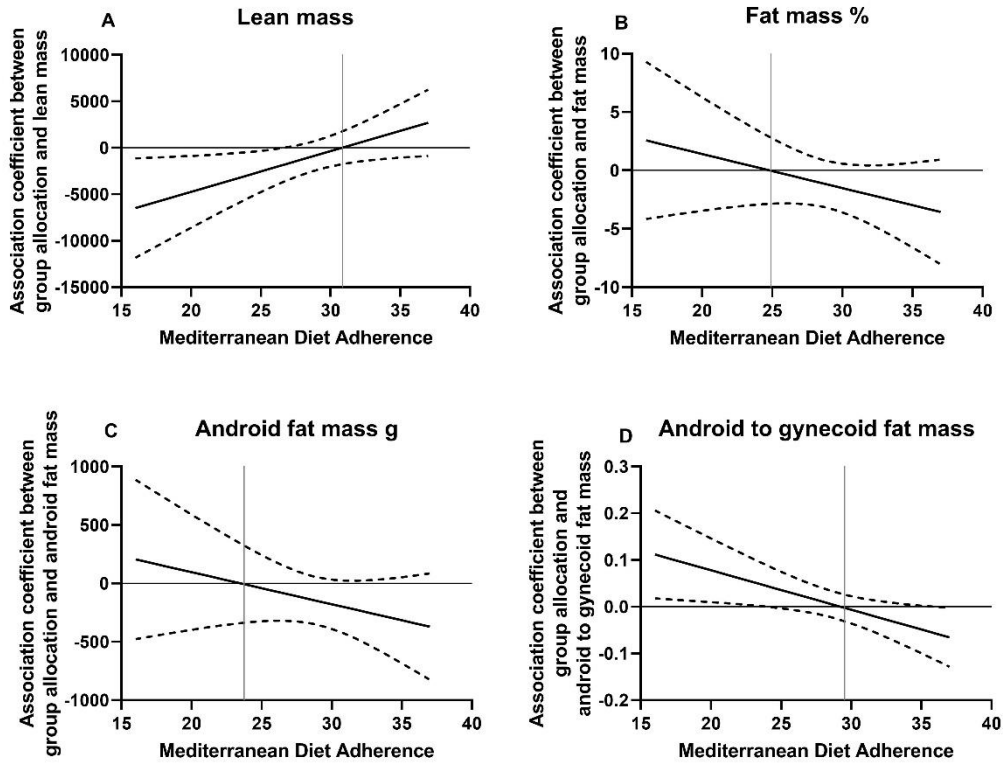 A
Lean mass
Association coefficient between
group allocation and lean mass
10000
5000
0
-5000
-10000
-15000
15 20 25 30 35 40
Mediterranean Diet Adherence
B
Fat mass %
Association coefficient between
group allocation and fat mass
10
5
0
-5
-10
15 20 25 30 35 40
Mediterranean Diet Adherence
C
Android fat mass g
Association coefficient between
group allocation and android fat mass
1000
500
0
-500
-1000
15 20 25 30 35 40
Mediterranean Diet Adherence
D
Android to gynecoid fat mass
Association coefficient between
group allocation and
android to gynecoid fat mass
0.3
0.2
0.1
0.0
-0.1
-0.2
15 20 25 30 35 40
Mediterranean Diet Adherence